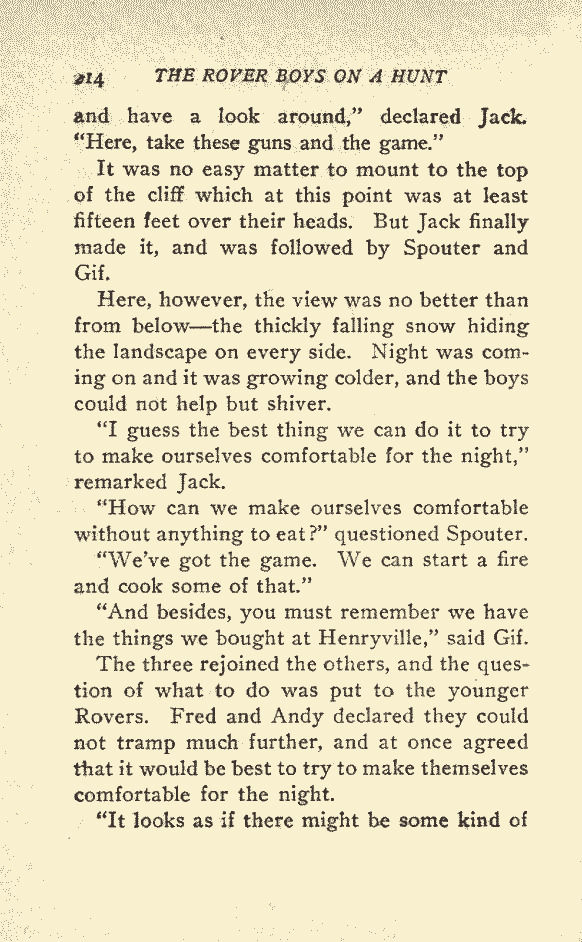 214 THE ROVER BOYS ON A HUNT
and have a look around,” declared Jack.
“Here, take these guns and the game.”
It was no easy matter to mount to the top
of the cliff which at this point was at least
fifteen feet over their heads. But Jack finally
made it, and was followed by Spouter and
Gif.
Here, however, the view was no better than
from below—the thickly falling snow hiding
the landscape on every side. Night was com-
ing on and it was growing colder, and the boys
could not help but shiver.
“I guess the best thing we can do it to try
to make ourselves comfortable for the night,”
remarked Jack.
“How can we make ourselves comfortable
without anything to eat?” questioned Spouter.
“We’ve got the game. We can start a fire
and cook some of that.”
“And besides, you must remember we have
the things we bought at Henryville,” said Gif.
The three rejoined the others, and the ques-
tion of what to do was put to the younger
Rovers. Fred and Andy declared they could
not tramp much further, and at once agreed
that it would be best to try to make themselves
comfortable for the night.
“It looks as if there might be some kind of